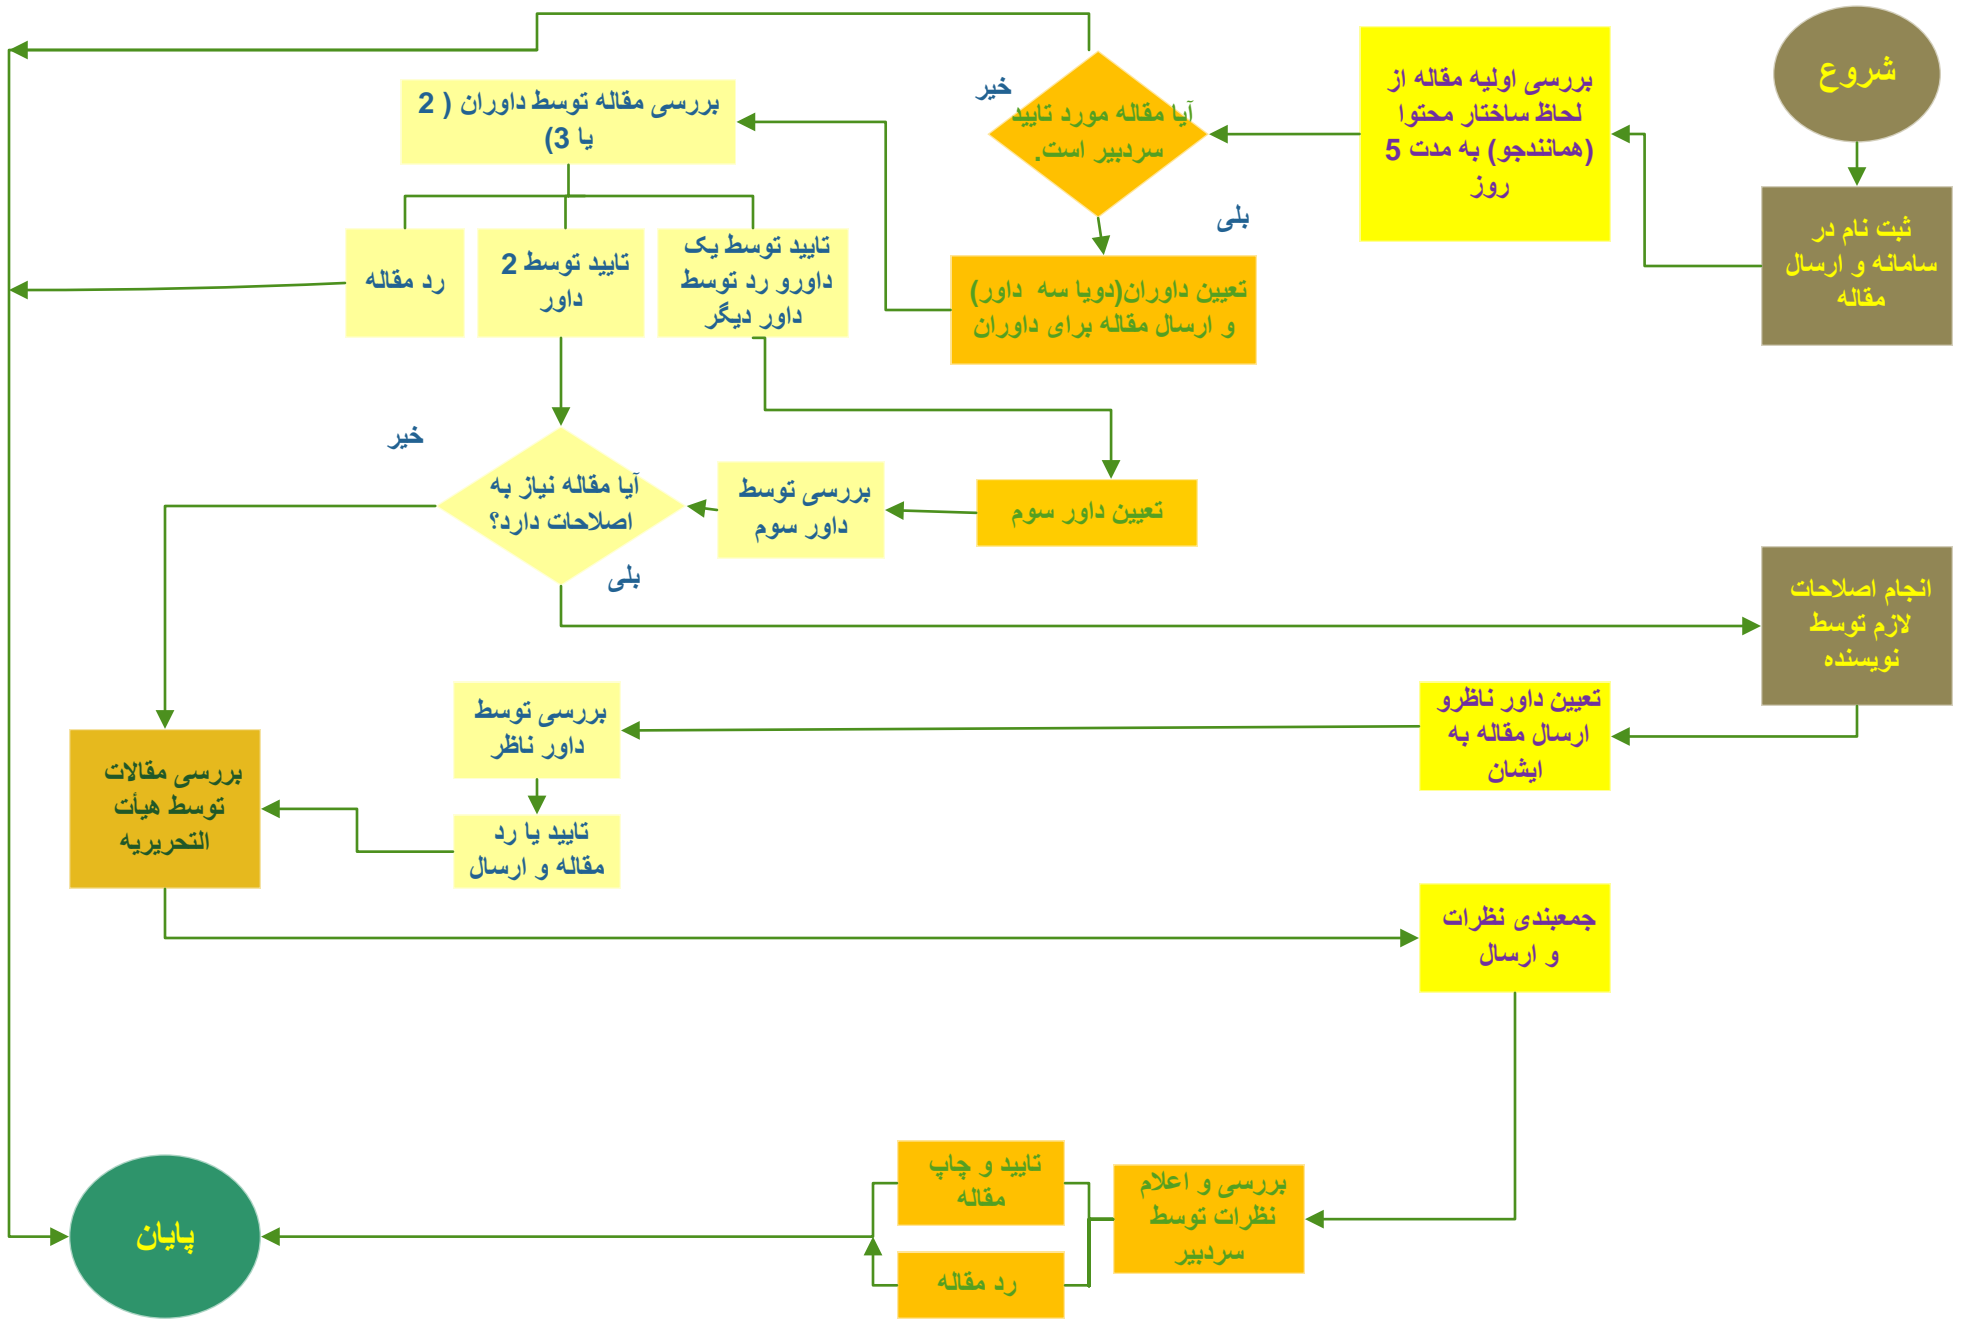 شروع
ثبت نام در
سامانه و ارسال
مقاله
بررسی اولیه مقاله از
لحاظ ساختار محتوا
(همانندجو) به مدت 5
روز
آیا مقاله مورد تایید
سردبیر است.
خیر
بلی
تعیین داوران(دویا سه داور)
و ارسال مقاله برای داوران
بررسی مقاله توسط داوران ( 2
یا 3)
تایید توسط یک
داورو رد توسط
داور دیگر
تایید توسط 2
داور
رد مقاله
تعیین داور سوم
بررسی توسط
داور سوم
آیا مقاله نیاز به
اصلاحات دارد؟
خیر
بلی
انجام اصلاحات
لازم توسط
نویسنده
تعیین داور ناظرو
ارسال مقاله به
ایشان
بررسی توسط
داور ناظر
تایید یا رد
مقاله و ارسال
بررسی مقالات
توسط هیأت
التحریریه
جمعبندی نظرات
و ارسال
بررسی و اعلام
نظرات توسط
سردبیر
تایید و چاپ
مقاله
رد مقاله
پایان